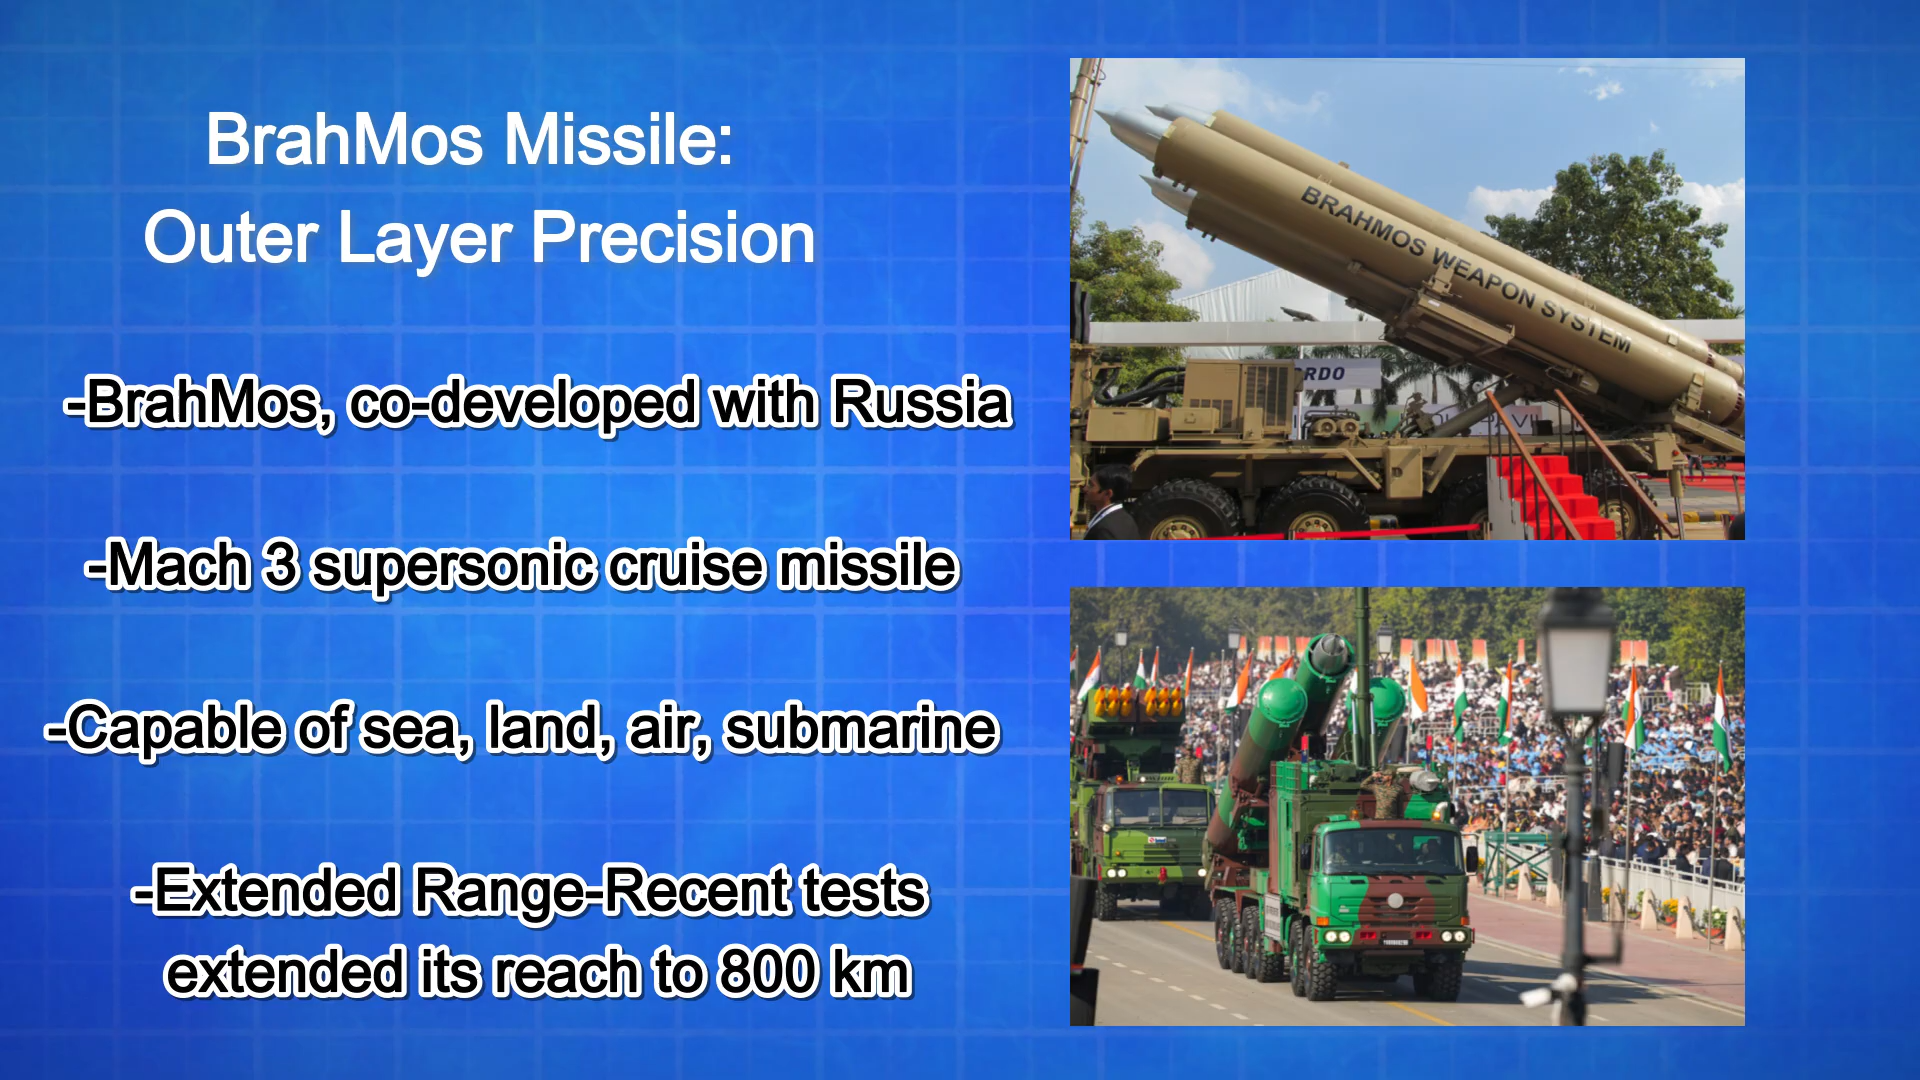 BrahMos Missile:
Outer Layer Precision
-BrahMos, co-developed with Russia
-Mach 3 supersonic cruise missile
-Capable of sea, land, air, submarine
-Extended Range-Recent tests
extended its reach to 800 km
BRAHMOS WEAPON SYSTEM
RDO